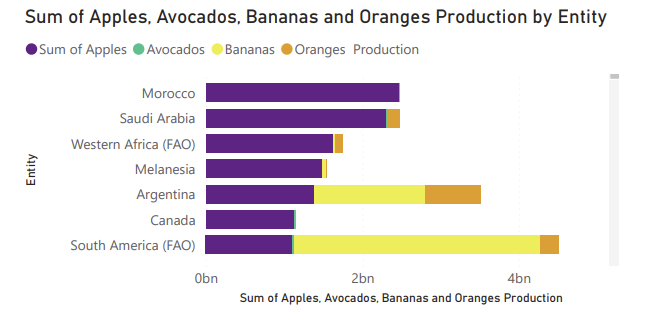 Sum of Apples, Avocados, Bananas and Oranges Production by Entity
Sum of Apples Avocados Bananas Oranges Production
Morocco
Saudi Arabia
Western Africa (FAO)
Melanesia
Argentina
Canada
South America (FAO)
Entity
0bn 2bn 4bn
Sum of Apples, Avocados, Bananas and Oranges Production